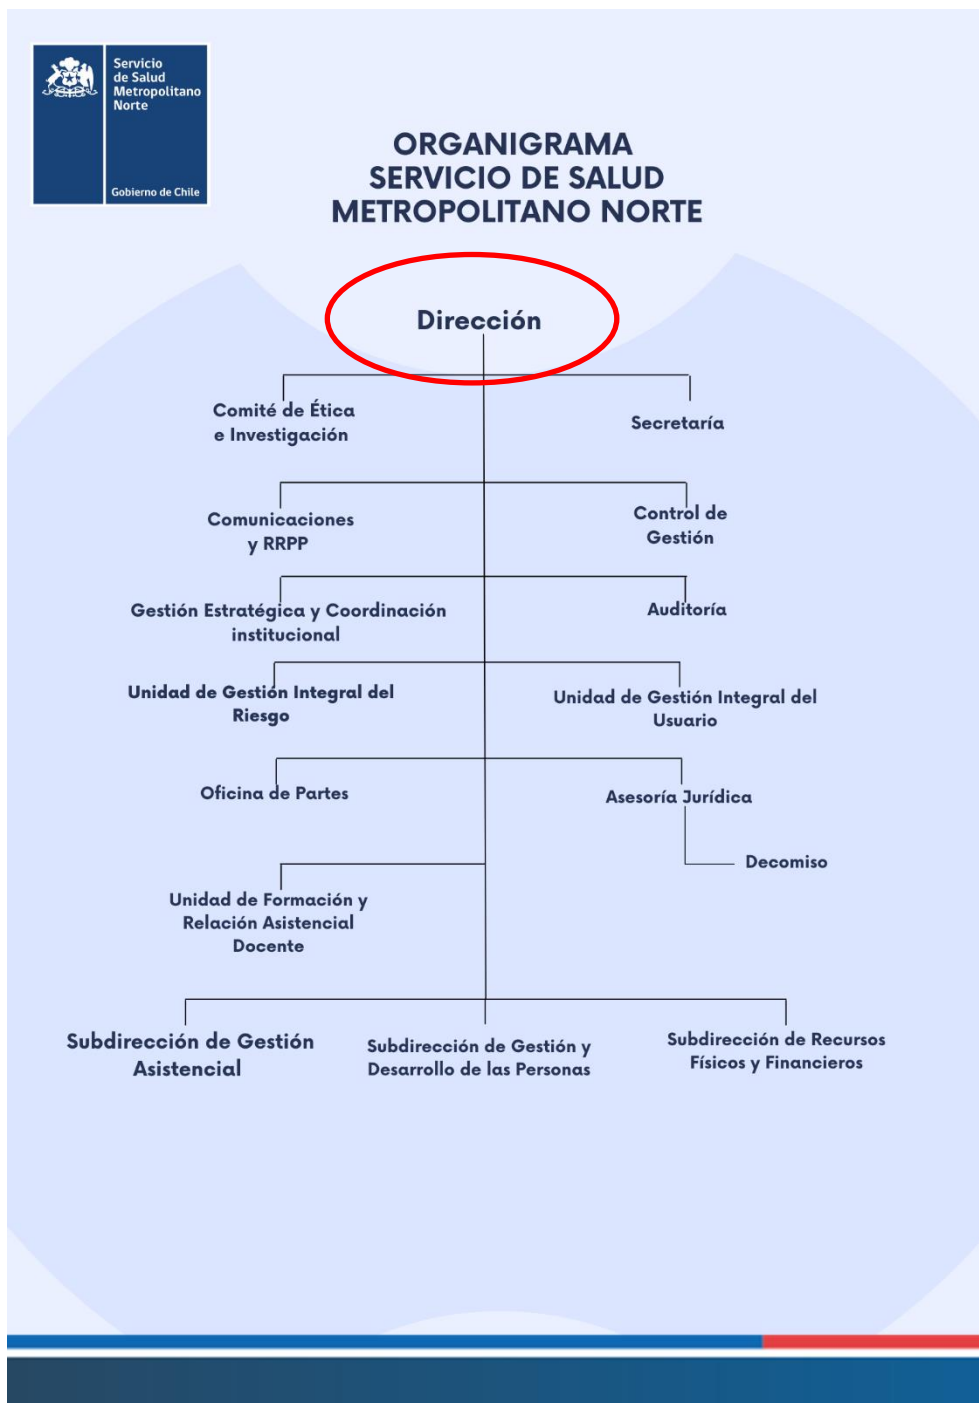 Servicio
de Salud
Metropolitano
Norte
Gobierno de Chile
ORGANIGRAMA
SERVICIO DE SALUD
METROPOLITANO NORTE
Dirección
Comité de Ética
e Investigación
Secretaría
Comunicaciones
y RRPP
Control de
Gestión
Gestión Estratégica y Coordinación
institucional
Auditoría
Unidad de Gestión Integral del
Riesgo
Unidad de Gestión Integral del
Usuario
Oficina de Partes
Asesoría Jurídica
Decomiso
Unidad de Formación y
Relación Asistencial
Docente
Subdirección de Gestión
Asistencial
Subdirección de Gestión y
Desarrollo de las Personas
Subdirección de Recursos
Físicos y Financieros